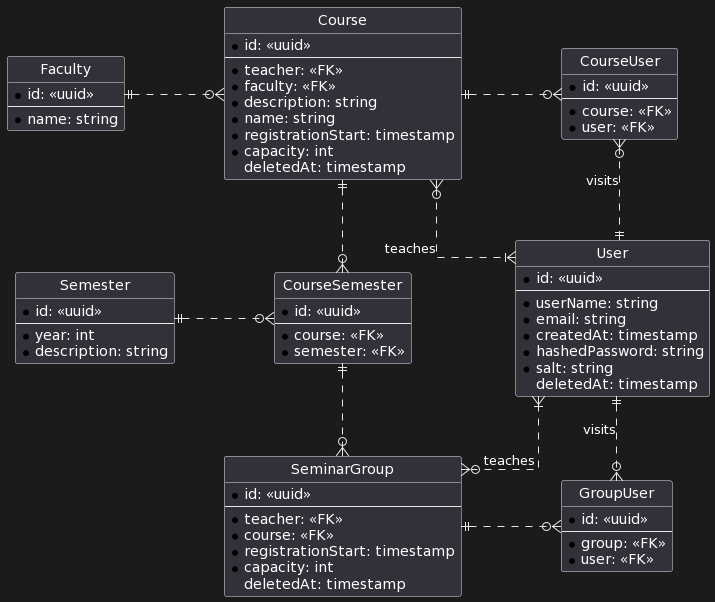 Course
id: «uuid»
teacher: «FK»
faculty: «FK»
description: string
name: string
registrationStart: timestamp
capacity: int
deletedAt: timestamp
Faculty
id: «uuid»
name: string
CourseUser
id: «uuid»
course: «FK»
user: «FK»
visits
teaches
User
id: «uuid»
userName: string
email: string
createdAt: timestamp
hashedPassword: string
salt: string
deletedAt: timestamp
Semester
id: «uuid»
year: int
description: string
CourseSemester
id: «uuid»
course: «FK»
semester: «FK»
visits
teaches
SeminarGroup
id: «uuid»
teacher: «FK»
course: «FK»
registrationStart: timestamp
capacity: int
deletedAt: timestamp
GroupUser
id: «uuid»
group: «FK»
user: «FK»